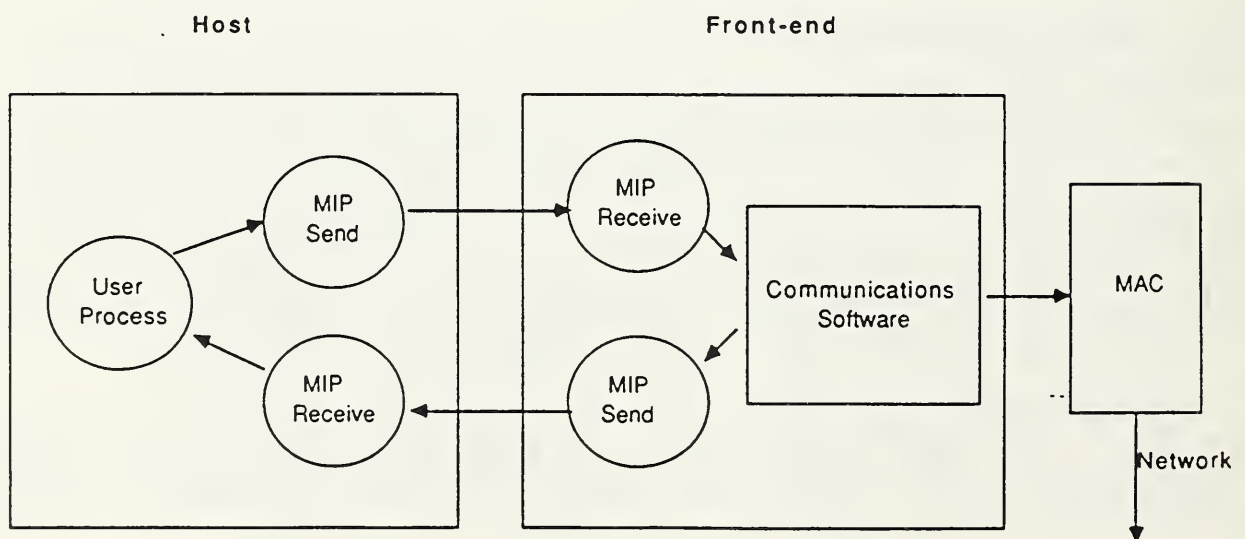 Host
Front-end
MIP
Send
User
Process
MIP
Receive
MIP
Receive
Communications
Software
MIP
Send
MAC
Network